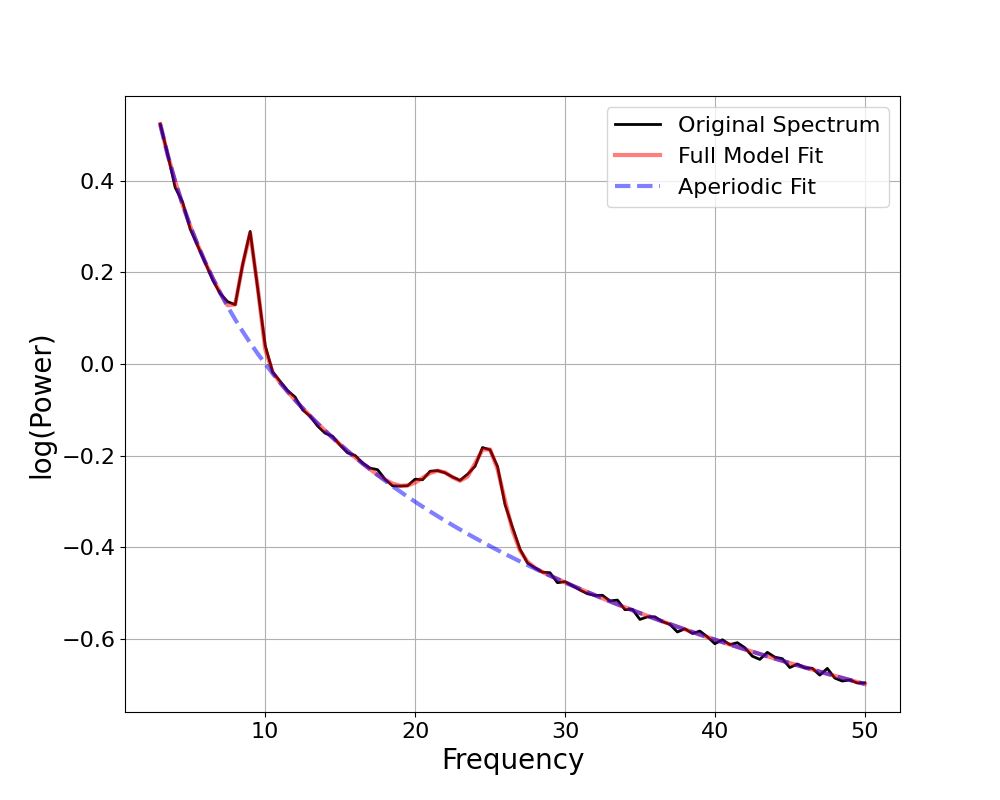 Original Spectrum
Full Model Fit
Aperiodic Fit
log(Power)
0.4
0.2
0.0
−0.2
−0.4
−0.6
10 20 30 40 50
Frequency